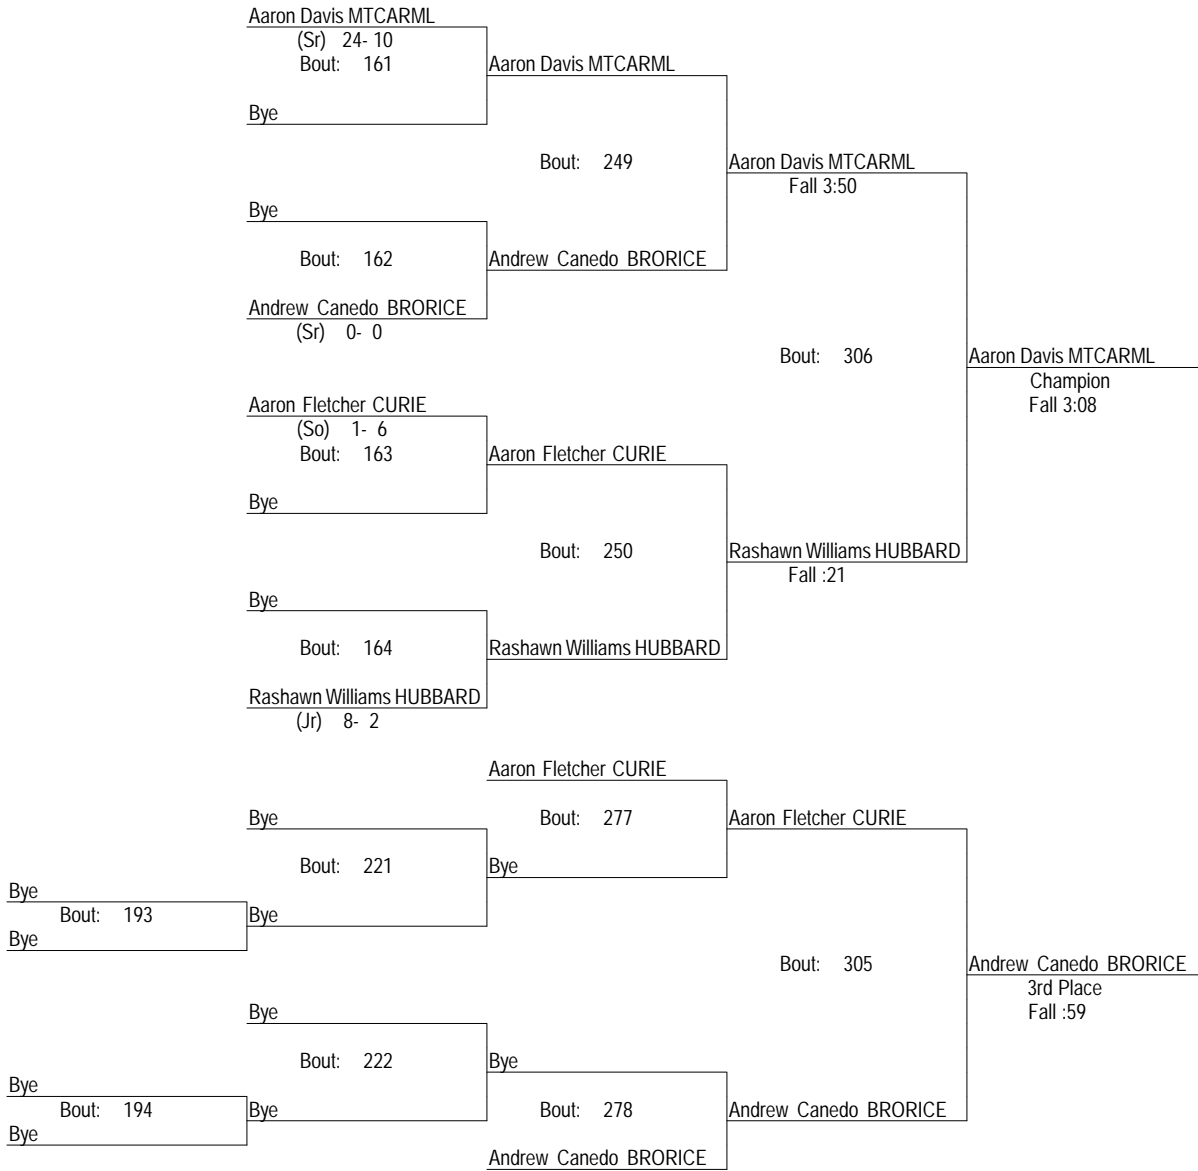 Aaron Davis MTCARML
(Sr) 24- 10
Bout: 161
Aaron Davis MTCARML
Bye
Bout: 249
Aaron Davis MTCARML
Fall 3:50
Bye
Bout: 162
Andrew Canedo BRORICE
Andrew Canedo BRORICE
(Sr) 0- 0
Bout: 306
Aaron Davis MTCARML
Champion
Fall 3:08
Aaron Fletcher CURIE
(So) 1- 6
Bout: 163
Aaron Fletcher CURIE
Bye
Bout: 250
Rashawn Williams HUBBARD
Fall :21
Bye
Bout: 164
Rashawn Williams HUBBARD
Rashawn Williams HUBBARD
(Jr) 8- 2
Aaron Fletcher CURIE
Bye
Bout: 277
Aaron Fletcher CURIE
Bout: 221
Bye
Bye
Bout: 193
Bye
Bye
Bout: 305
Andrew Canedo BRORICE
3rd Place
Fall :59
Bye
Bout: 222
Bye
Bye
Bout: 194
Bye
Bout: 278
Andrew Canedo BRORICE
Bye
Andrew Canedo BRORICE